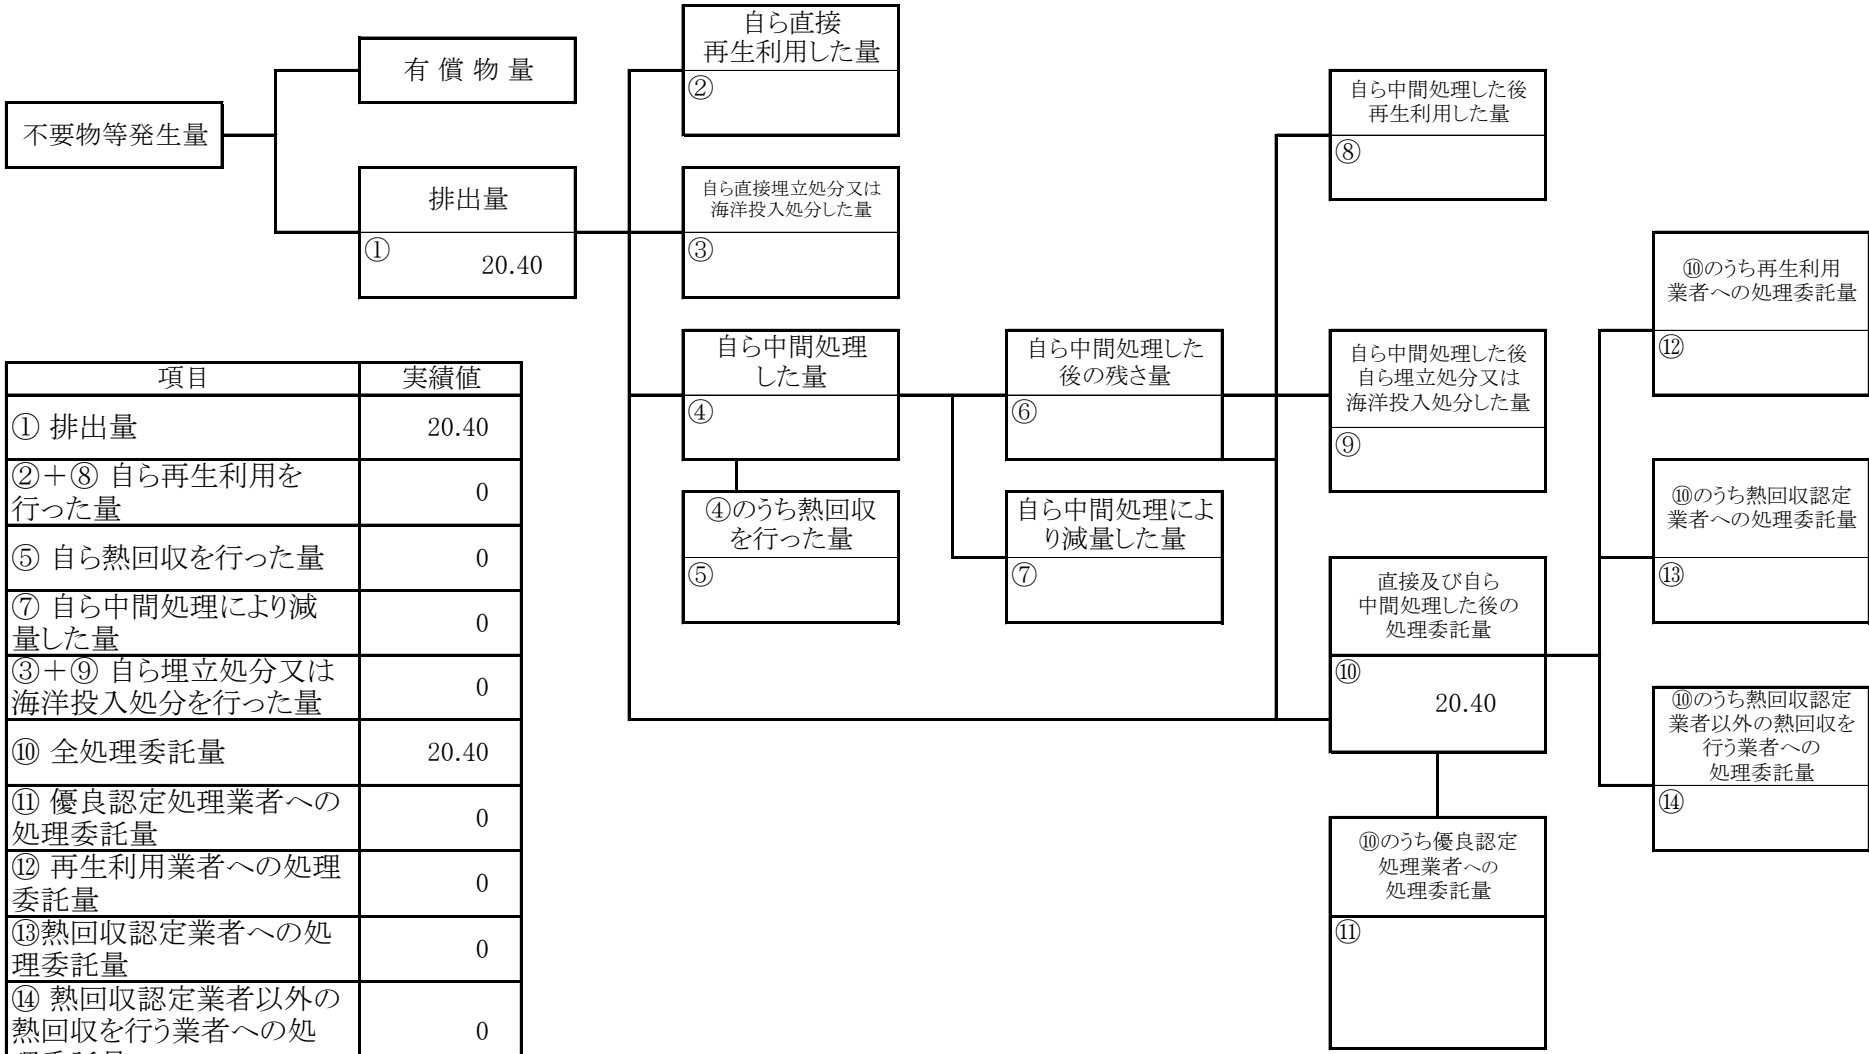 不要物等発生量
有 償 物 量
排出量
①
20.40
自ら直接
再生利用した量
②
自ら直接埋立処分又は
海洋投入処分した量
③
自ら中間処理
した量
④
④のうち熱回収
を行った量
⑤
自ら中間処理した
後の残さ量
⑥
自ら中間処理によ
り減量した量
⑦
自ら中間処理した後
再生利用した量
⑧
自ら中間処理した後
自ら埋立処分又は
海洋投入処分した量
⑨
直接及び自ら
中間処理した後の
処理委託量
⑩
20.40
⑩のうち優良認定
処理業者への
処理委託量
⑪
⑩のうち再生利用
業者への処理委託量
⑫
⑩のうち熱回収認定
業者への処理委託量
⑬
⑩のうち熱回収認定
業者以外の熱回収を
行う業者への
処理委託量
⑭
項目 実績値
① 排出量 20.40
②＋⑧ 自ら再生利用を
行った量 0
⑤ 自ら熱回収を行った量 0
⑦ 自ら中間処理により減
量した量 0
③＋⑨ 自ら埋立処分又は
海洋投入処分を行った量 0
⑩ 全処理委託量 20.40
⑪ 優良認定処理業者への
処理委託量 0
⑫ 再生利用業者への処理
委託量 0
⑬熱回収認定業者への処
理委託量 0
⑭ 熱回収認定業者以外の
熱回収を行う業者への処 0